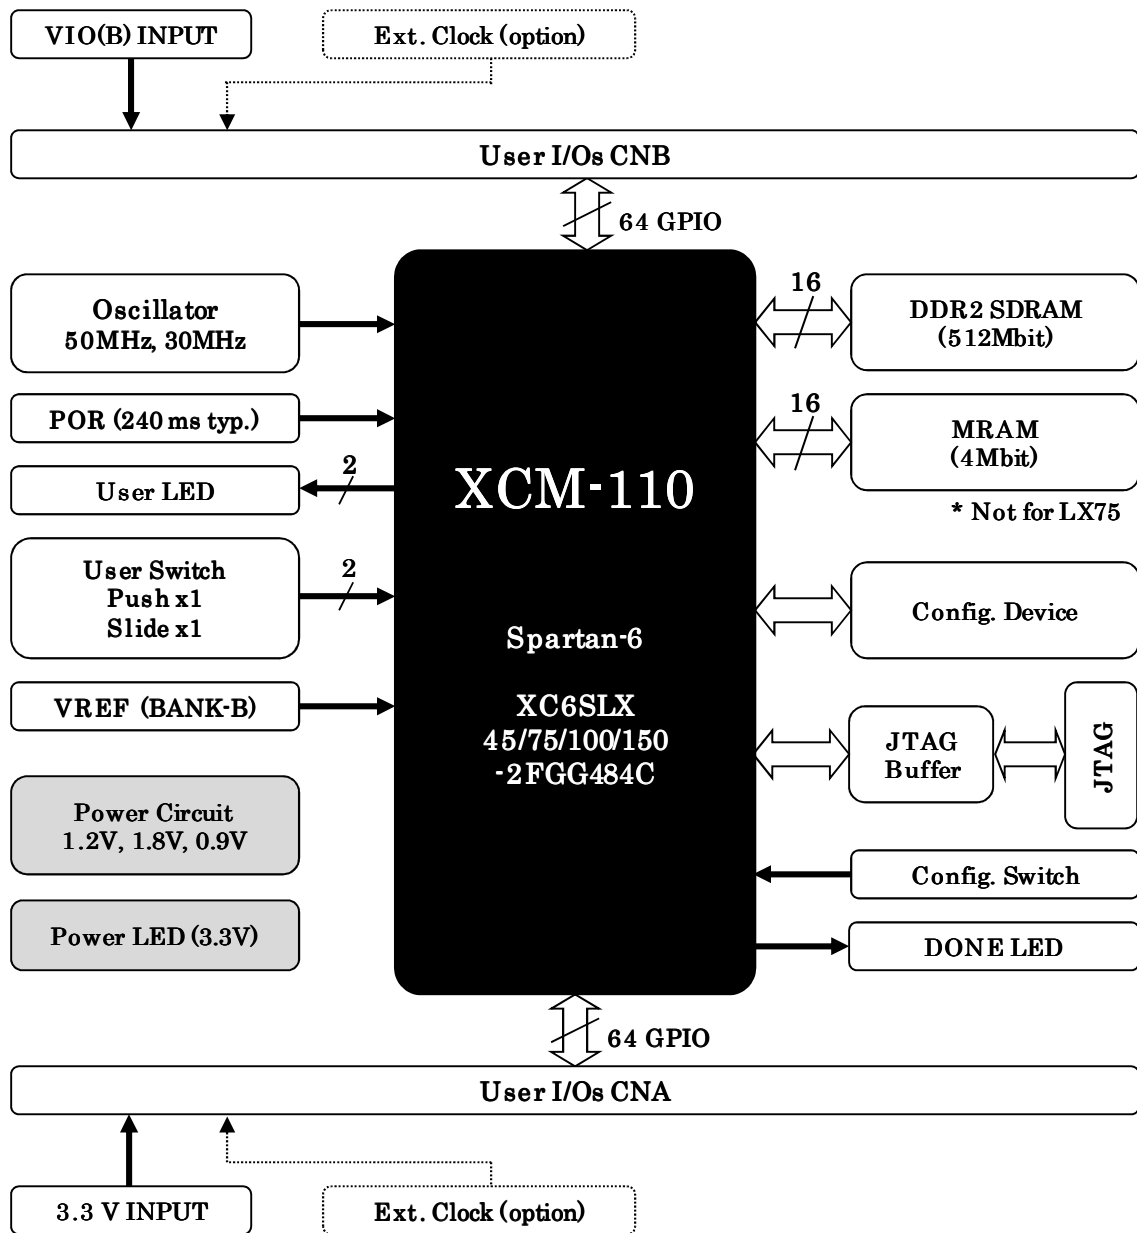 VIO(B) INPUT
Ext. Clock (option)
User I/Os CNB
64 GPIO
Oscillator
50MHz, 30MHz
POR (240 ms typ.)
2
User LED
User Switch
Push x1
Slide x1
2
VREF (BANK-B)
Power Circuit
1.2V, 1.8V, 0.9V
Power LED (3.3V)
XCM-110
Spartan-6
XC6SLX
45/75/100/150
-2FGG484C
16
DDR2 SDRAM
(512Mbit)
16
MRAM
(4Mbit)
* Not for LX75
Config. Device
JTAG
Buffer
JTAG
Config. Switch
DONE LED
64 GPIO
User I/Os CNA
3.3 V INPUT
Ext. Clock (option)